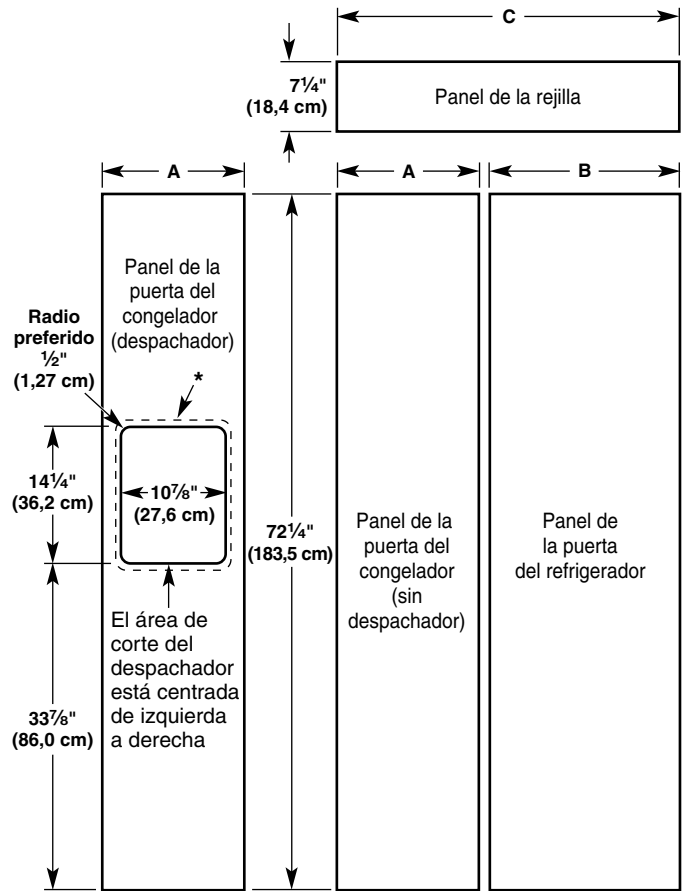 C
7¼"
(18,4 cm)
Panel de la rejilla
A
A
B
Panel de la
puerta del
congelador
(despachador)
Radio
preferido
½"
(1,27 cm)
*
14¼"
(36,2 cm)
10⅞"
(27,6 cm)
72¼"
(183,5 cm)
Panel de la
puerta del
congelador
(sin
despachador)
Panel de
la puerta
del refrigerador
El área de
corte del
despachador
está centrada
de izquierda
a derecha
33⅞"
(86,0 cm)